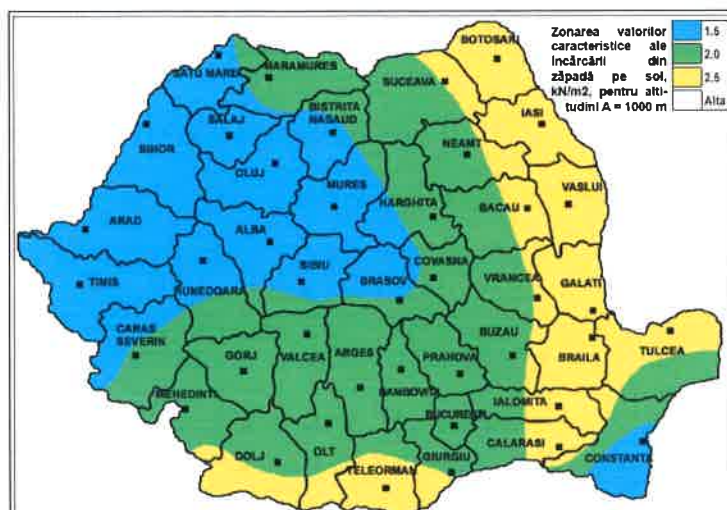 Zonarea valorilor
caracteristice ale
încărcării din
zăpadă pe sol,
kN/m2, pentru alti-
tudini A = 1000 m
1.5
2.0
2.5
Alta
BOTOSANI
SATU MARE
MARAMURES
SUCEAVA
BISTRITA
NASAUD
IASI
SALAJ
BIHOR
CLUJ
NEAMT
MURES
HARGHITA
VASLUI
BACAU
ARAD
ALBA
SIBIU
COVASNA
BRASOV
TIMIS
HUNEDOARA
VRANCEA
GALATI
CARAS
SEVERIN
GORJ
VALCEA
ARGES
PRAHOVA
BUZAU
BRAILA
TULCEA
MEHEDINTI
DAMBOVITA
BUCURESTI
IALOMITA
DOLJ
OLT
TELEORMAN
GIURGIU
CALARASI
CONSTANTA